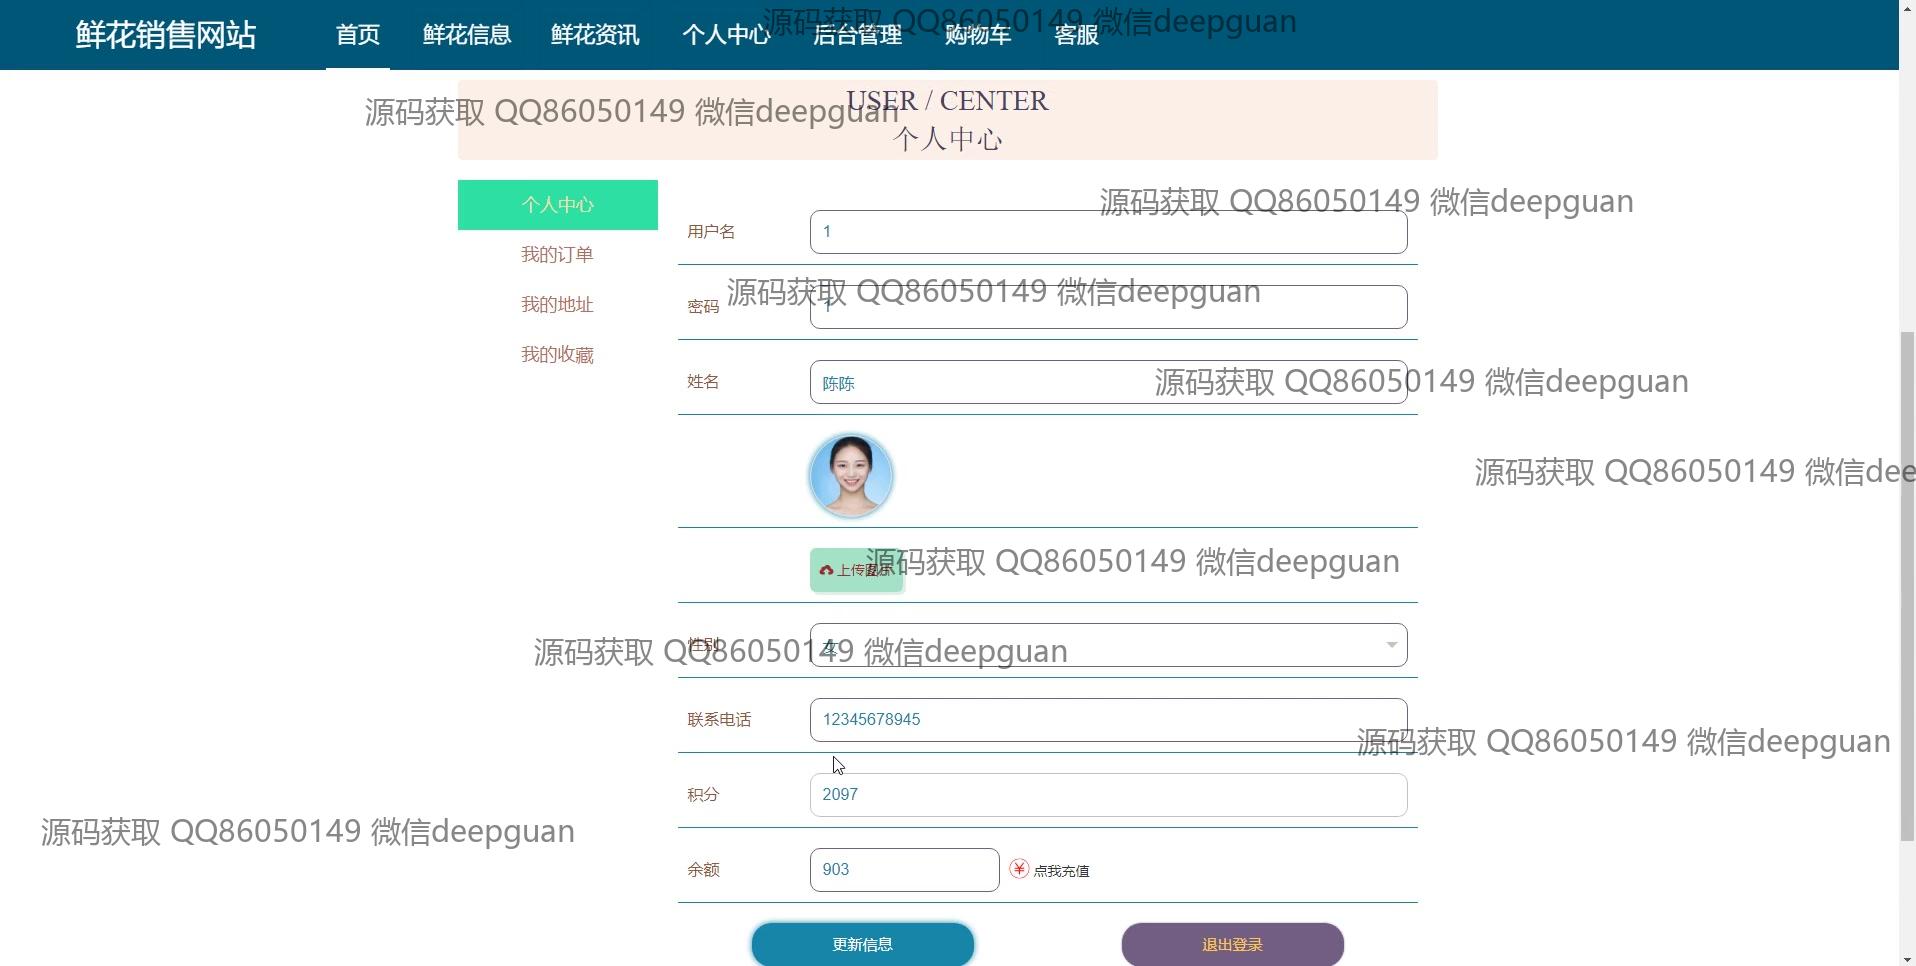 鲜花销售网站 首页 鲜花信息 鲜花资讯 个人中心 后台管理 购物车 客服
源码获取 QQ86050149 微信deepguan
USER / CENTER
源码获取 QQ86050149 微信deepguan
个人中心
个人中心
我的订单
我的地址
我的收藏
源码获取 QQ86050149 微信deepguan
用户名 1
源码获取 QQ86050149 微信deepguan
密码 1
姓名 陈陈
源码获取 QQ86050149 微信deepguan
源码获取 QQ86050149 微信dee
源码获取 QQ86050149 微信deepguan
上传图片
性别 女
源码获取 QQ86050149 微信deepguan
联系电话 12345678945
源码获取 QQ86050149 微信deepguan
积分 2097
源码获取 QQ86050149 微信deepguan
余额 903 点我充值
更新信息 退出登录